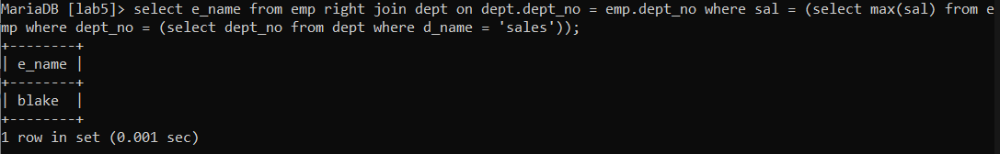 MariaDB [lab5]> select e_name from emp right join dept on dept.dept_no = emp.dept_no where sal = (select max(sal) from e
mp where dept_no = (select dept_no from dept where d_name = 'sales'));
+--------+
| e_name |
+--------+
| blake  |
+--------+
1 row in set (0.001 sec)